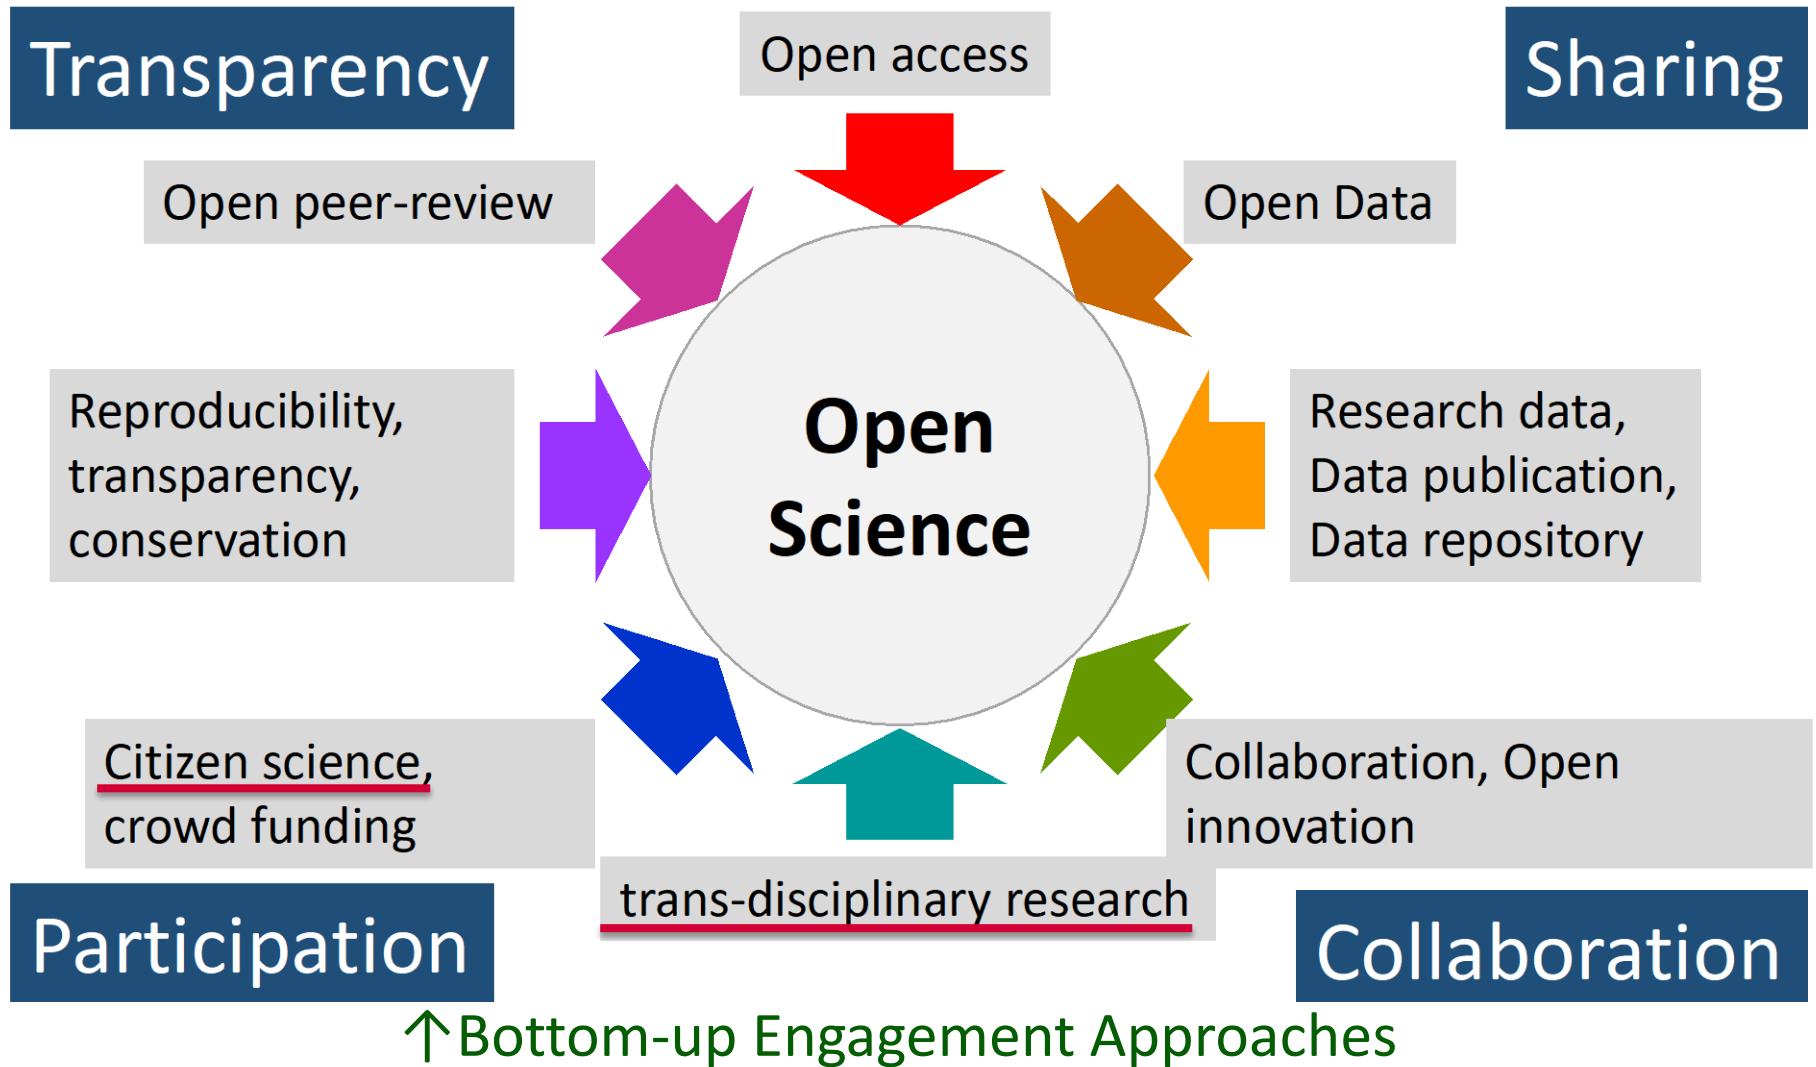 Transparency
Open access
Sharing
Open peer-review
Open Data
Reproducibility,
transparency,
conservation
Open
Science
Research data,
Data publication,
Data repository
Citizen science,
crowd funding
Collaboration, Open
innovation
trans-disciplinary research
Participation
Collaboration
↑Bottom-up Engagement Approaches